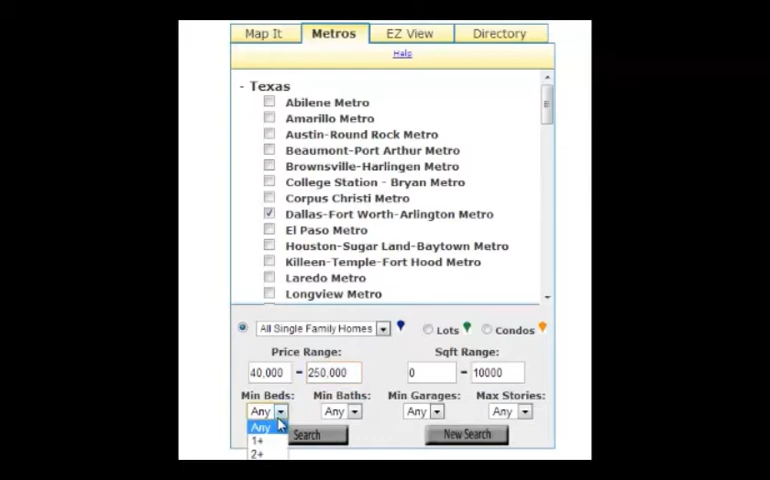 Map It Metros EZ View Directory
Help
- Texas
Abilene Metro
Amarillo Metro
Austin-Round Rock Metro
Beaumont-Port Arthur Metro
Brownsville-Harlingen Metro
College Station - Bryan Metro
Corpus Christi Metro
Dallas-Fort Worth-Arlington Metro
El Paso Metro
Houston-Sugar Land-Baytown Metro
Killeen-Temple-Fort Hood Metro
Laredo Metro
Longview Metro
All Single Family Homes Lots Condos
Price Range: Sqft Range:
40,000 - 250,000 0 - 10000
Min Beds: Min Baths: Min Garages: Max Stories:
Any Any Any Any
Any Search New Search
1+
2+